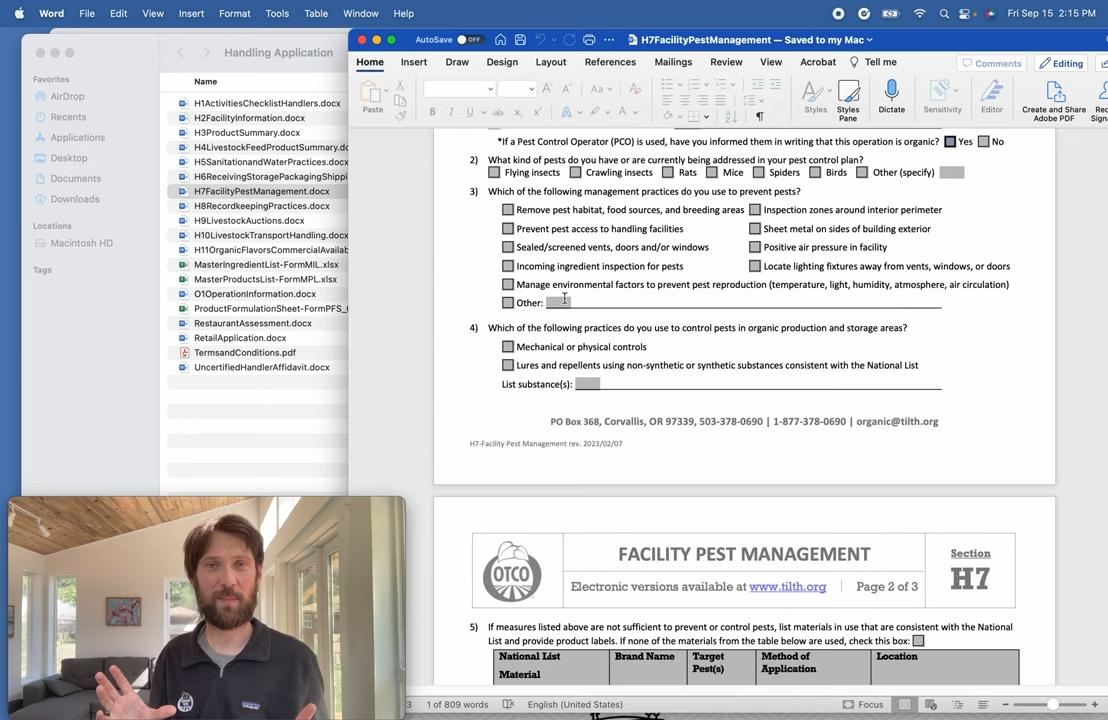 Word File Edit View Insert Format Tools Table Window Help Fri Sep 15 2:15 PM
Handling Application
Favorites
AirDrop
Recents
Applications
Desktop
Documents
Downloads
Locations
Macintosh HD
Tags
Name
H1ActivitiesChecklistHandlers.docx
H2FacilityInformation.docx
H3ProductSummary.docx
H4LivestockFeedProductSummary.do
H5SanitationandWaterPractices.docx
H6ReceivingStoragePackagingShippi
H7FacilityPestManagement.docx
H8RecordkeepingPractices.docx
H9LivestockAuctions.docx
H10LivestockTransportHandling.docx
H11OrganicFlavorsCommercialAvailab
MasterIngredientList-FormMIL.xlsx
MasterProductsList-FormMPL.xlsx
O1OperationInformation.docx
ProductFormulationSheet-FormPFS_
RestaurantAssessment.docx
RetailApplication.docx
TermsandConditions.pdf
UncertifiedHandlerAffidavit.docx
AutoSave OFF H7FacilityPestManagement — Saved to my Mac
Home Insert Draw Design Layout References Mailings Review View Acrobat Tell me Comments Editing
Paste Styles Styles Pane Dictate Sensitivity Editor Create and Share Adobe PDF
*If a Pest Control Operator (PCO) is used, have you informed them in writing that this operation is organic? Yes No
2) What kind of pests do you have or are currently being addressed in your pest control plan?
Flying insects Crawling insects Rats Mice Spiders Birds Other (specify)
3) Which of the following management practices do you use to prevent pests?
Remove pest habitat, food sources, and breeding areas Inspection zones around interior perimeter
Prevent pest access to handling facilities Sheet metal on sides of building exterior
Sealed/screened vents, doors and/or windows Positive air pressure in facility
Incoming ingredient inspection for pests Locate lighting fixtures away from vents, windows, or doors
Manage environmental factors to prevent pest reproduction (temperature, light, humidity, atmosphere, air circulation)
Other:
4) Which of the following practices do you use to control pests in organic production and storage areas?
Mechanical or physical controls
Lures and repellents using non-synthetic or synthetic substances consistent with the National List
List substance(s):
PO Box 368, Corvallis, OR 97339, 503-378-0690 | 1-877-378-0690 | organic@tilth.org
H7-Facility Pest Management rev. 2023/02/07
OTCO
FACILITY PEST MANAGEMENT
Electronic versions available at www.tilth.org | Page 2 of 3
Section
H7
5) If measures listed above are not sufficient to prevent or control pests, list materials in use that are consistent with the National
List and provide product labels. If none of the materials from the table below are used, check this box:
National List Material Brand Name Target Pest(s) Method of Application Location
3 1 of 809 words English (United States) Focus